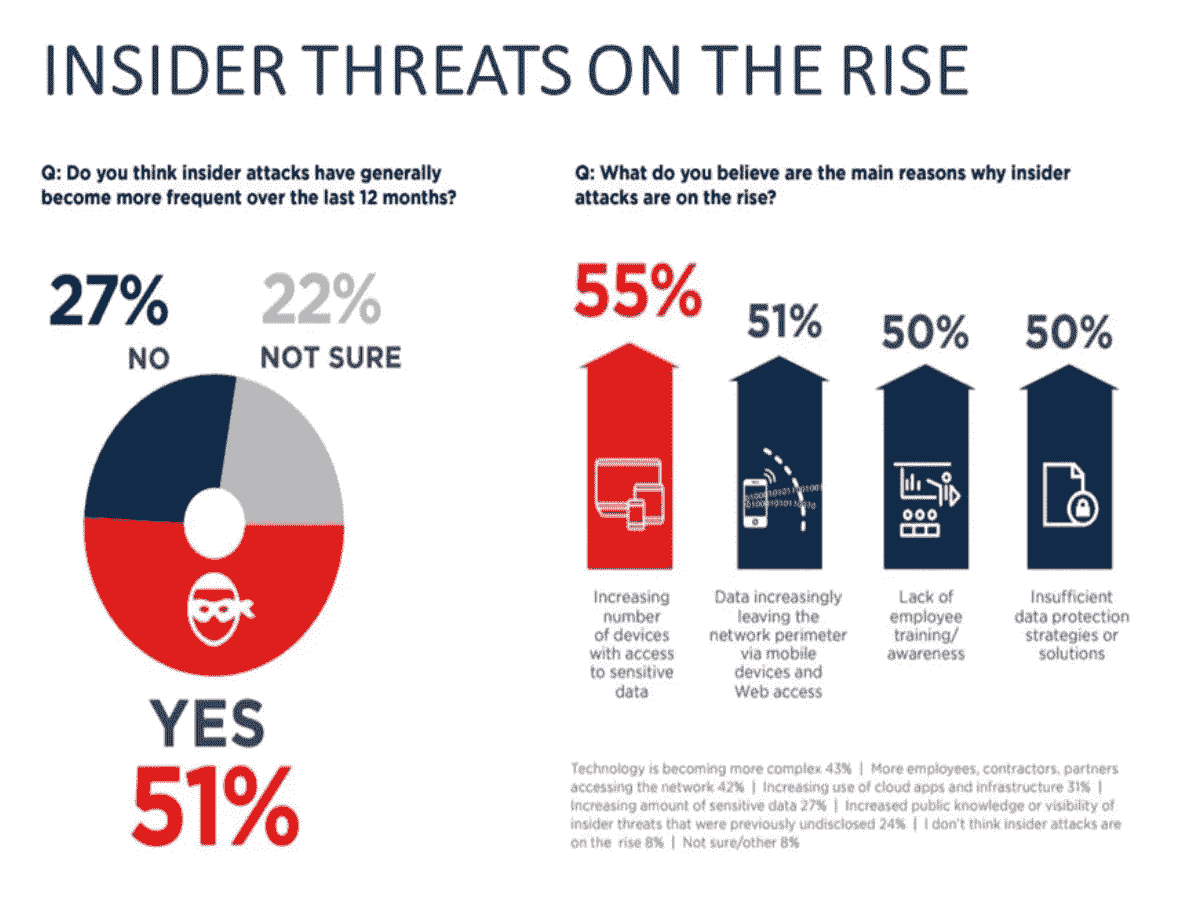 INSIDER THREATS ON THE RISE
Q: Do you think insider attacks have generally
become more frequent over the last 12 months?
27%
NO
22%
NOT SURE
YES
51%
Q: What do you believe are the main reasons why insider
attacks are on the rise?
55%
Increasing
number
of devices
with access
to sensitive
data
51%
Data increasingly
leaving the
network perimeter
via mobile
devices and
Web access
50%
Lack of
employee
training/
awareness
50%
Insufficient
data protection
strategies or
solutions
Technology is becoming more complex 43% | More employees, contractors, partners
accessing the network 42% | Increasing use of cloud apps and infrastructure 31% |
Increasing amount of sensitive data 27% | Increased public knowledge or visibility of
insider threats that were previously undisclosed 24% | I don't think insider attacks are
on the rise 8% | Not sure/other 8%